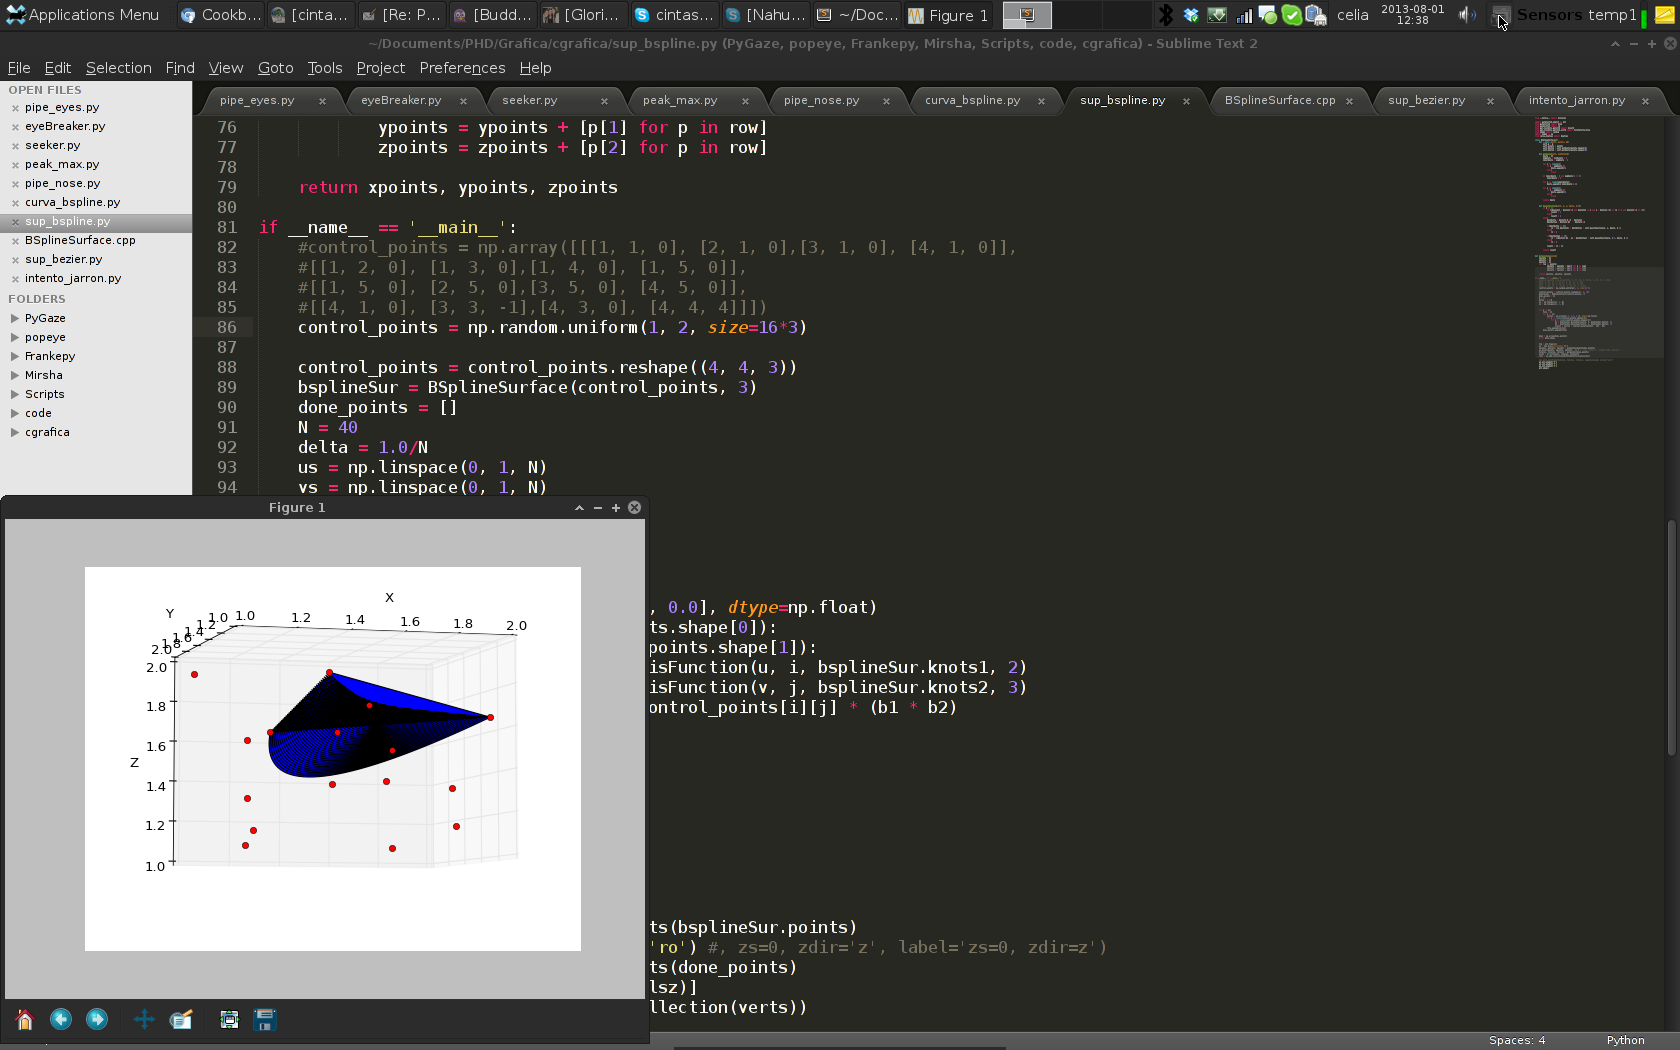 Applications Menu Cookb... [cinta... [Re: P... [Budd... [Glori... cintas... [Nahu... ~/Doc... Figure 1 celia 2013-08-01 12:38 Sensors temp1
~/Documents/PHD/Grafica/cgrafica/sup_bspline.py (PyGaze, popeye, Frankepy, Mirsha, Scripts, code, cgrafica) - Sublime Text 2
File Edit Selection Find View Goto Tools Project Preferences Help
OPEN FILES
pipe_eyes.py
eyeBreaker.py
seeker.py
peak_max.py
pipe_nose.py
curva_bspline.py
sup_bspline.py
BSplineSurface.cpp
sup_bezier.py
intento_jarron.py
FOLDERS
PyGaze
popeye
Frankepy
Mirsha
Scripts
code
cgrafica
pipe_eyes.py eyeBreaker.py seeker.py peak_max.py pipe_nose.py curva_bspline.py sup_bspline.py BSplineSurface.cpp sup_bezier.py intento_jarron.py
76 ypoints = ypoints + [p[1] for p in row]
77 zpoints = zpoints + [p[2] for p in row]
78
79 return xpoints, ypoints, zpoints
80
81 if __name__ == '__main__':
82 #control_points = np.array([[[1, 1, 0], [2, 1, 0],[3, 1, 0], [4, 1, 0]],
83 #[[1, 2, 0], [1, 3, 0],[1, 4, 0], [1, 5, 0]],
84 #[[1, 5, 0], [2, 5, 0],[3, 5, 0], [4, 5, 0]],
85 #[[4, 1, 0], [3, 3, -1],[4, 3, 0], [4, 4, 4]]])
86 control_points = np.random.uniform(1, 2, size=16*3)
87
88 control_points = control_points.reshape((4, 4, 3))
89 bsplineSur = BSplineSurface(control_points, 3)
90 done_points = []
91 N = 40
92 delta = 1.0/N
93 us = np.linspace(0, 1, N)
94 vs = np.linspace(0, 1, N)
, 0.0], dtype=np.float)
ts.shape[0]):
points.shape[1]):
isFunction(u, i, bsplineSur.knots1, 2)
isFunction(v, j, bsplineSur.knots2, 3)
ontrol_points[i][j] * (b1 * b2)
ts(bsplineSur.points)
'ro') #, zs=0, zdir='z', label='zs=0, zdir=z')
ts(done_points)
lsz)]
llection(verts))
Figure 1
X
1.0 1.2 1.4 1.6 1.8 2.0
Y
1.0 1.2 1.4 1.6 1.8 2.0
Z
2.0
1.8
1.6
1.4
1.2
1.0
Spaces: 4 Python